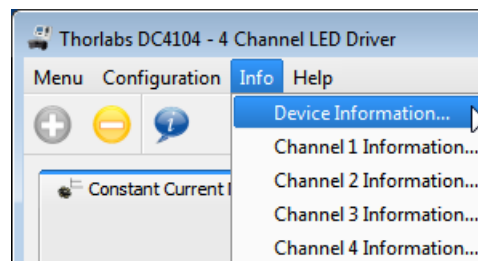 Thorlabs DC4104 - 4 Channel LED Driver
Menu Configuration Info Help
Device Information...
Channel 1 Information...
Channel 2 Information...
Constant Current
Channel 3 Information...
Channel 4 Information...